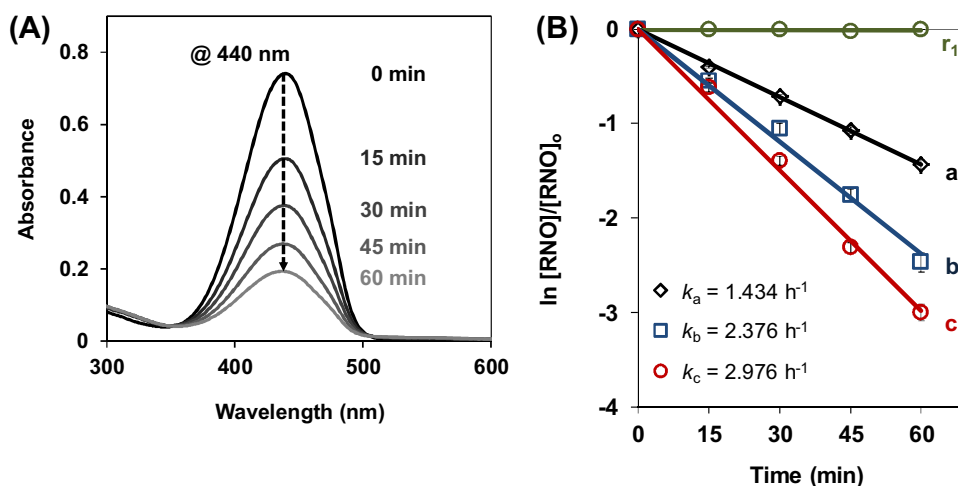 (A)
@ 440 nm
0 min
15 min
30 min
45 min
60 min
Absorbance
0.8
0.6
0.4
0.2
0
300
400
500
600
Wavelength (nm)
(B)
ln [RNO]/[RNO]o
0
-1
-2
-3
-4
r1
a
b
c
ka = 1.434 h-1
kb = 2.376 h-1
kc = 2.976 h-1
0
15
30
45
60
Time (min)